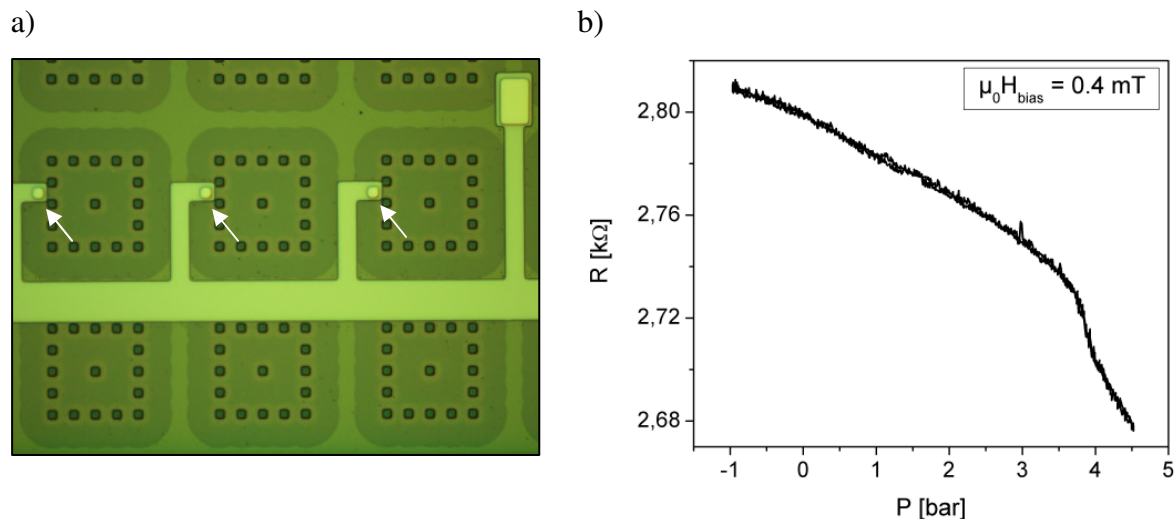 a)
b)
μ₀H_bias = 0.4 mT
2,80
2,76
2,72
2,68
R [kΩ]
-1 0 1 2 3 4 5
P [bar]